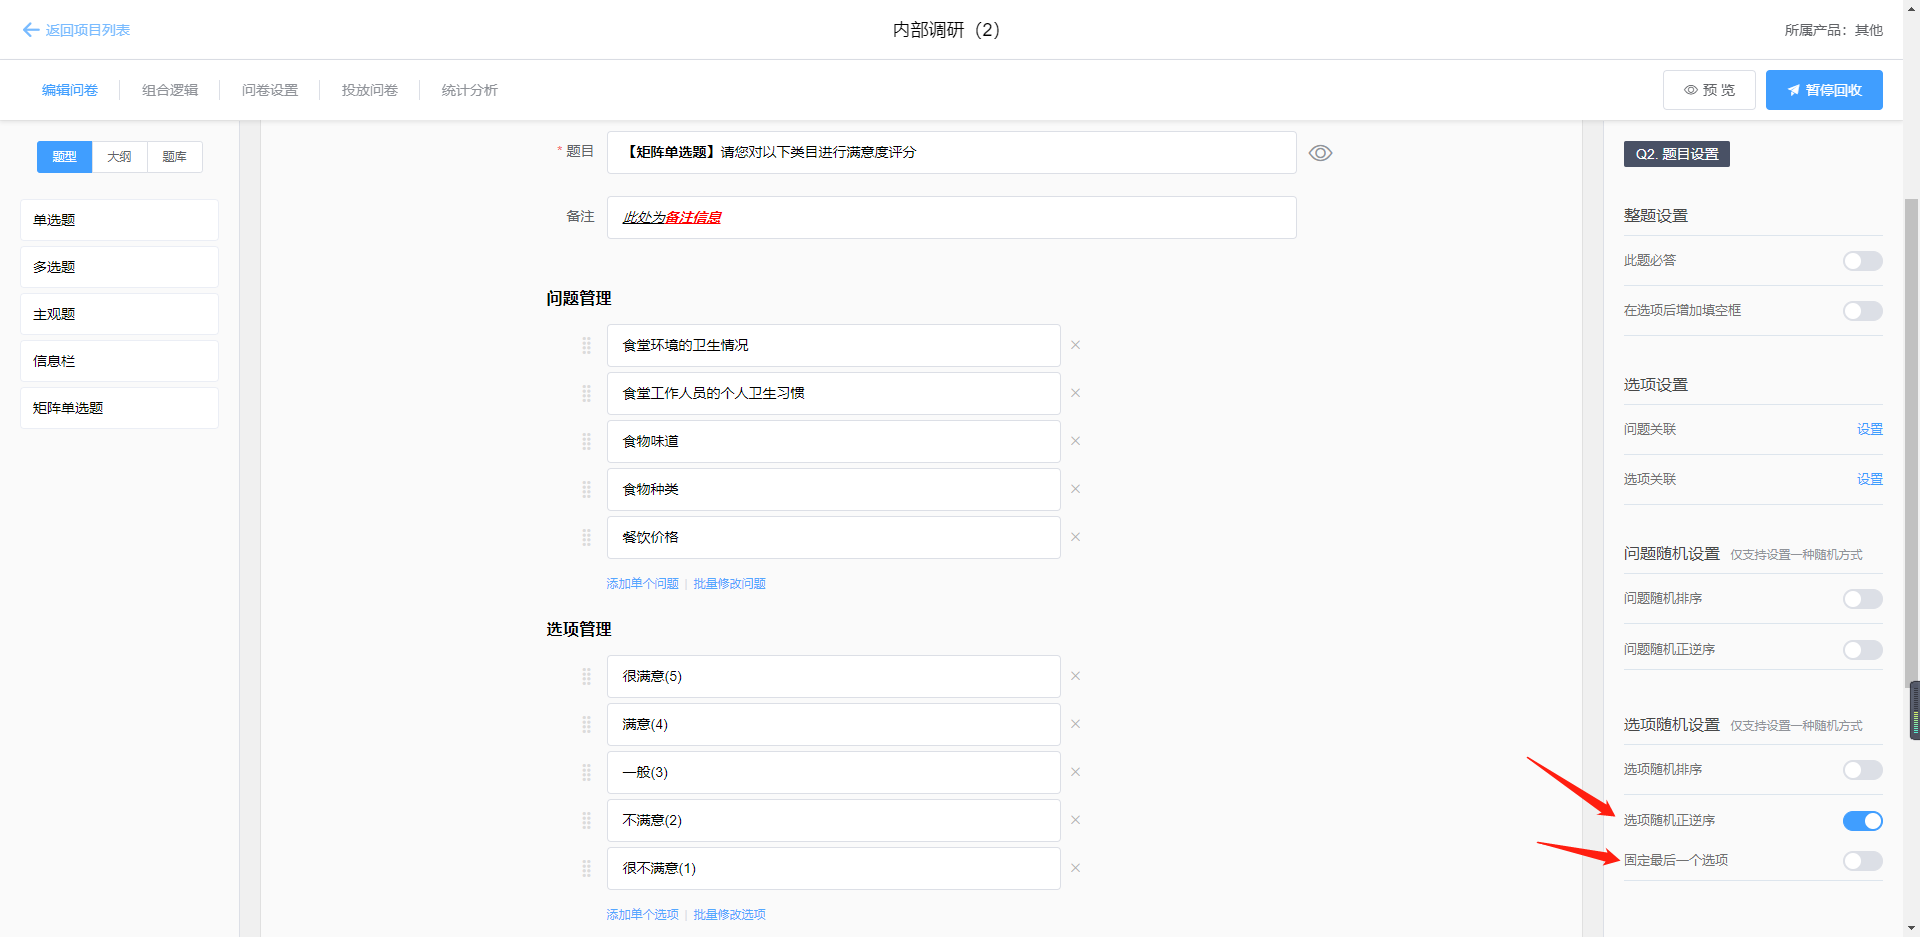 返回项目列表
内部调研（2）
所属产品：其他
编辑问卷
组合逻辑
问卷设置
投放问卷
统计分析
预 览
暂停回收
题型
大纲
题库
单选题
多选题
主观题
信息栏
矩阵单选题
* 题目
【矩阵单选题】请您对以下类目进行满意度评分
备注
此处为备注信息
问题管理
食堂环境的卫生情况
食堂工作人员的个人卫生习惯
食物味道
食物种类
餐饮价格
添加单个问题 | 批量修改问题
选项管理
很满意(5)
满意(4)
一般(3)
不满意(2)
很不满意(1)
添加单个选项 | 批量修改选项
Q2. 题目设置
整题设置
此题必答
在选项后增加填空框
选项设置
问题关联 设置
选项关联 设置
问题随机设置 仅支持设置一种随机方式
问题随机排序
问题随机正逆序
选项随机设置 仅支持设置一种随机方式
选项随机排序
选项随机正逆序
固定最后一个选项